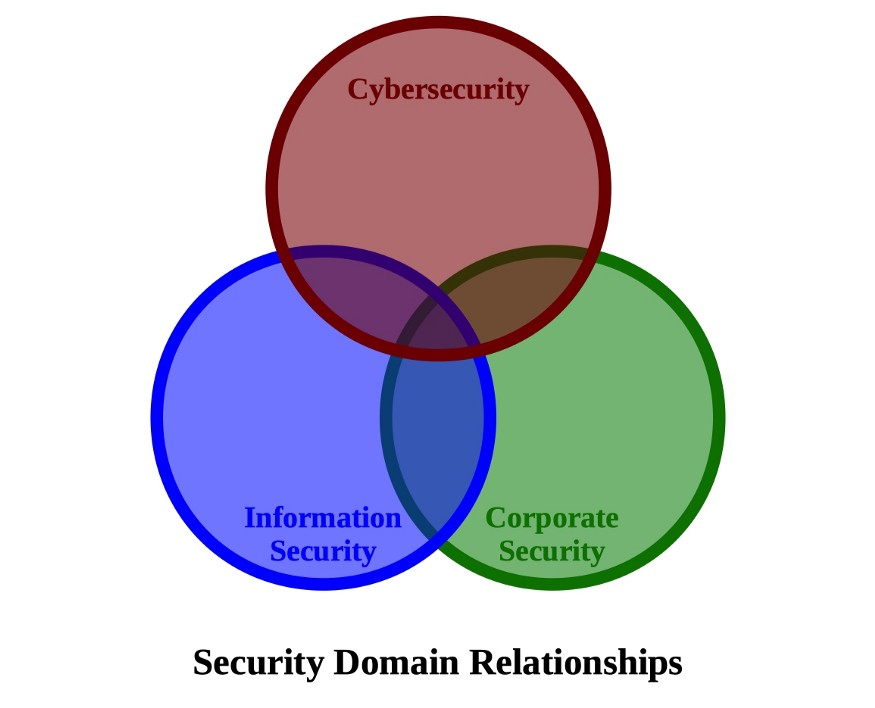 Cybersecurity
Information
Security
Corporate
Security
Security Domain Relationships